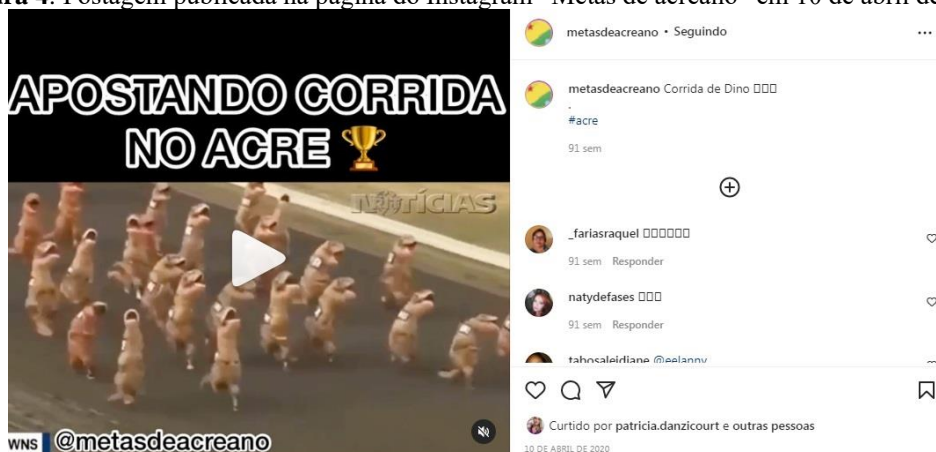 Postagem publicada na página do Instagram "Metas de acreano" em 10 de abril de
APOSTANDO CORRIDA
NO ACRE 🏆
NOTÍCIAS
WNS @metasdeacreano
metasdeacreano • Seguindo
metasdeacreano Corrida de Dino
.
#acre
91 sem
_fariasraquel
91 sem Responder
natydefases
91 sem Responder
tabosaleidiane @eelanny
Curtido por patricia.danzicourt e outras pessoas
10 DE ABRIL DE 2020